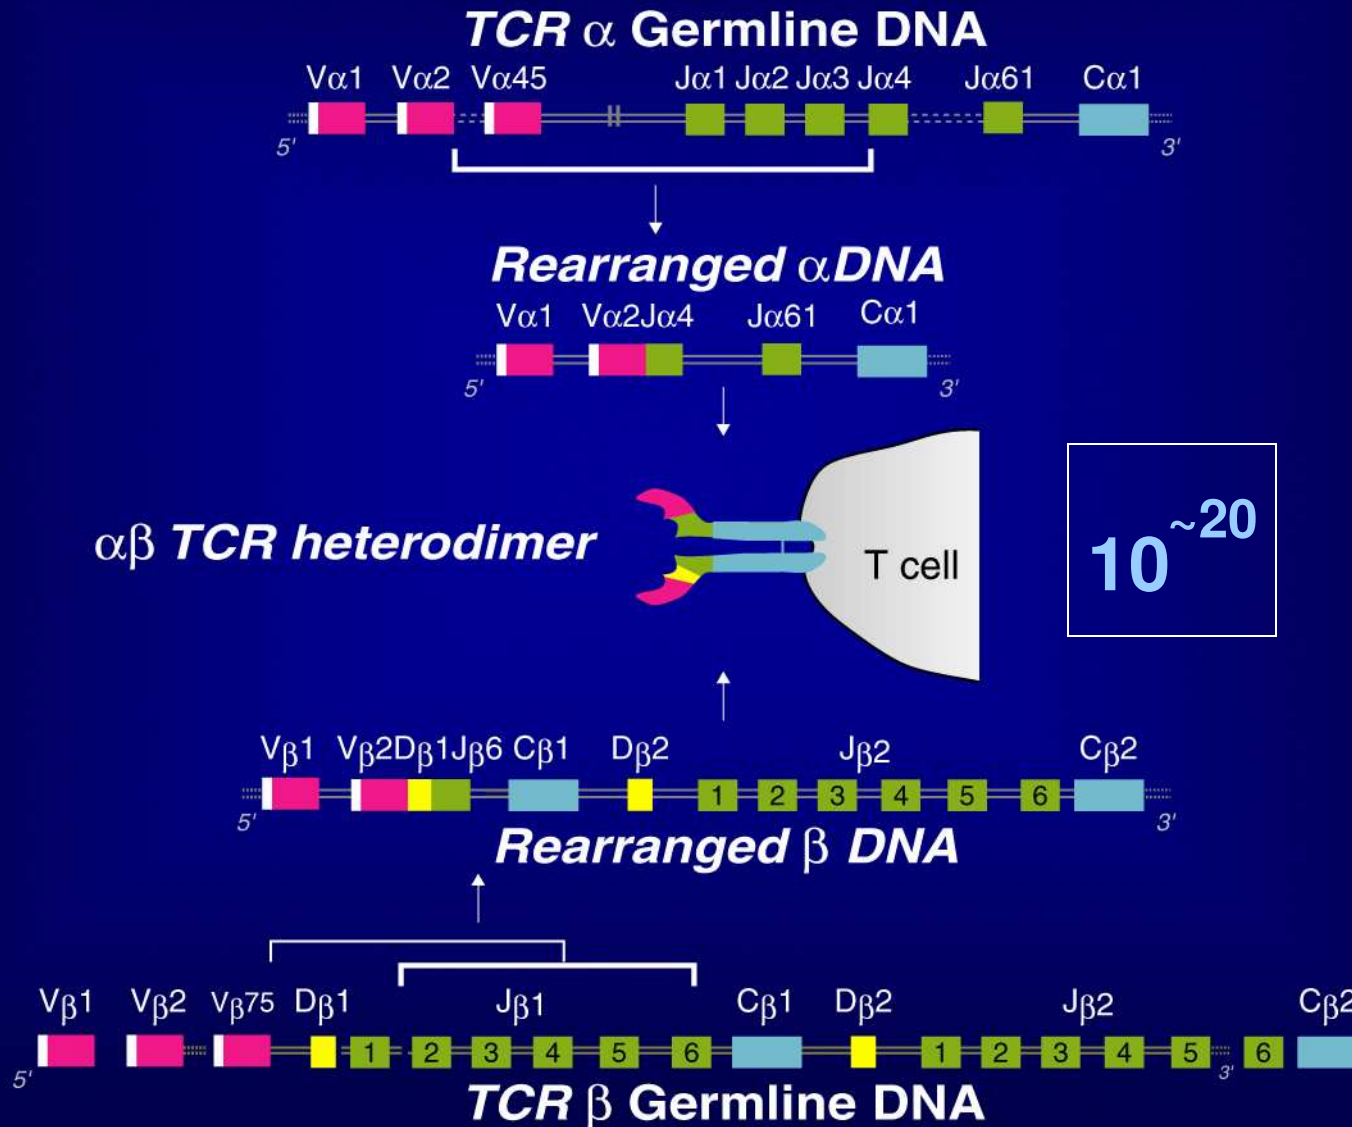 TCR α Germline DNA
Vα1 Vα2 Vα45 Jα1 Jα2 Jα3 Jα4 Jα61 Cα1
5' 3'
Rearranged αDNA
Vα1 Vα2Jα4 Jα61 Cα1
5' 3'
αβ TCR heterodimer
T cell
10~20
Vβ1 Vβ2Dβ1Jβ6 Cβ1 Dβ2 Jβ2 Cβ2
1 2 3 4 5 6
5' 3'
Rearranged β DNA
Vβ1 Vβ2 Vβ75 Dβ1 Jβ1 Cβ1 Dβ2 Jβ2 Cβ2
1 2 3 4 5 6 1 2 3 4 5 6
5' 3'
TCR β Germline DNA